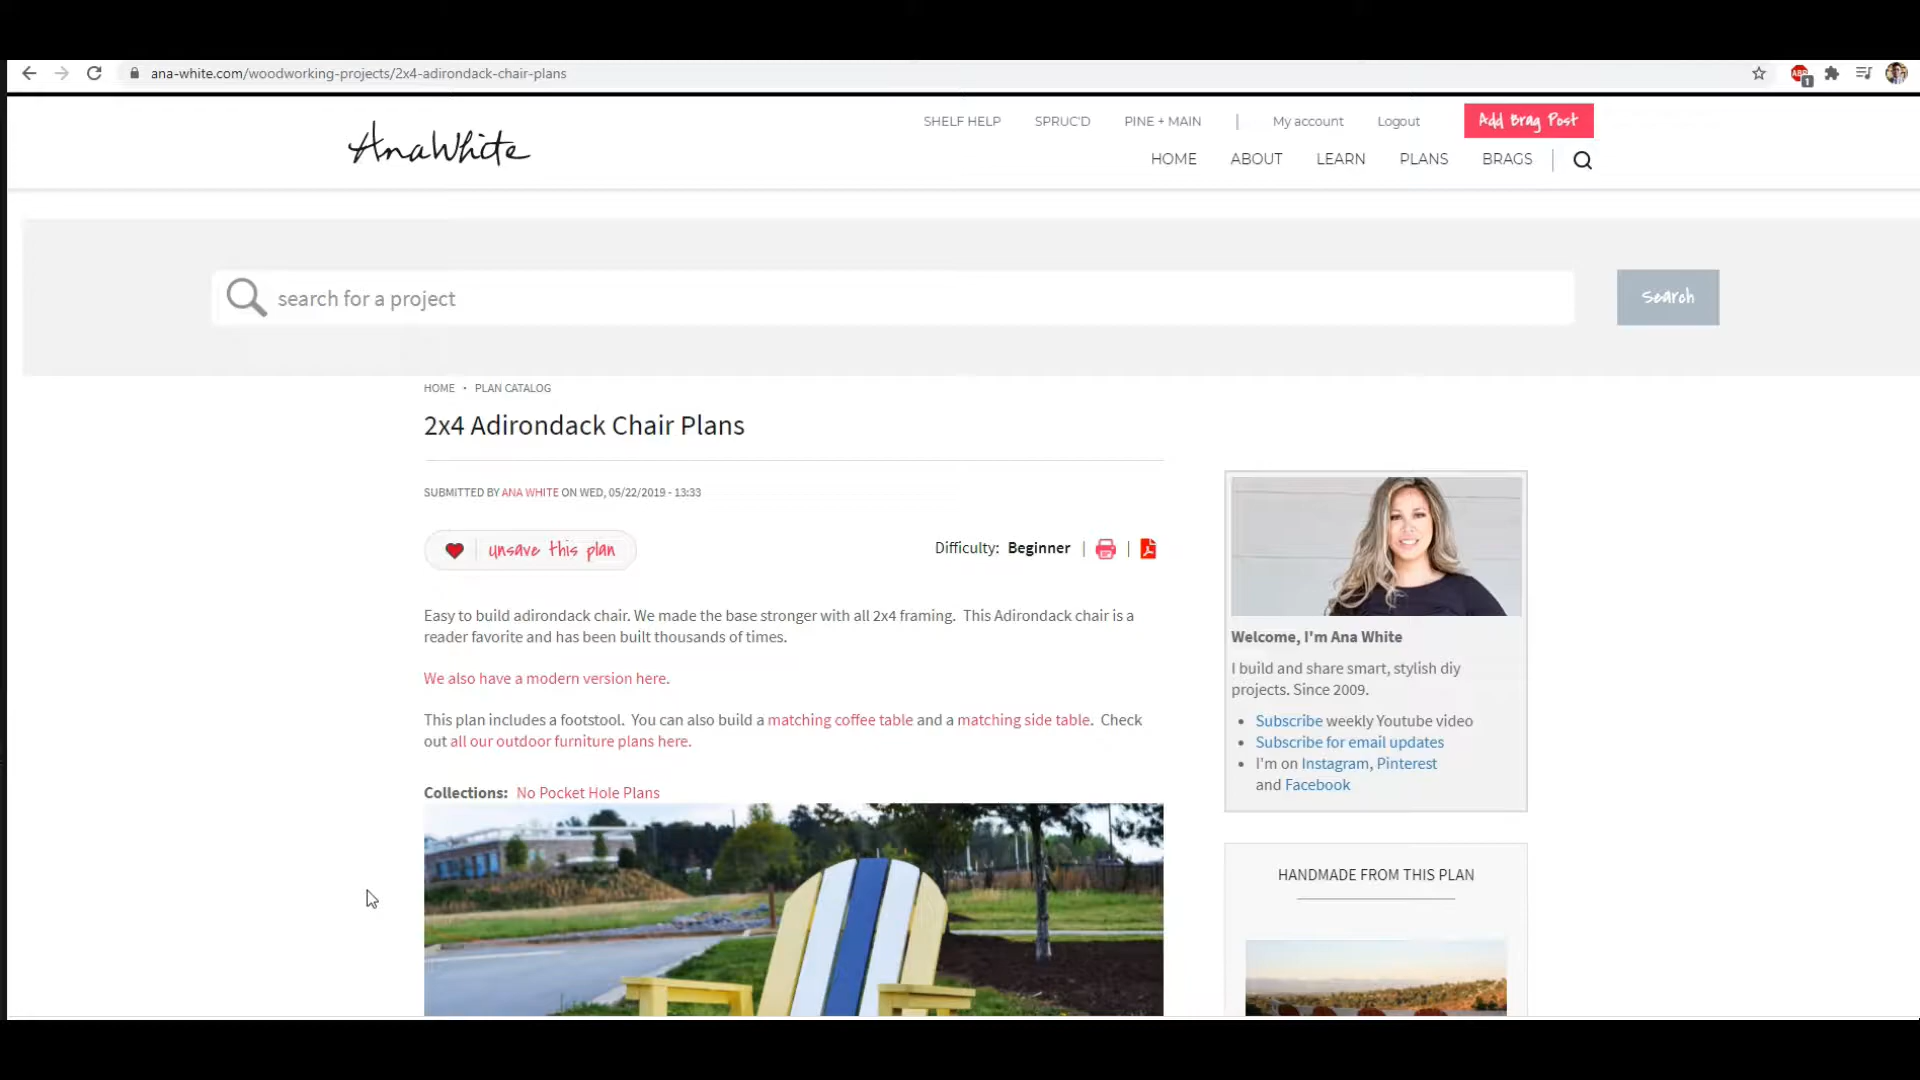 ana-white.com/woodworking-projects/2x4-adirondack-chair-plans
ABP
1
AnaWhite
SHELF HELP SPRUC'D PINE + MAIN | My account Logout
Add Brag Post
HOME ABOUT LEARN PLANS BRAGS
search for a project
Search
HOME • PLAN CATALOG
2x4 Adirondack Chair Plans
SUBMITTED BY ANA WHITE ON WED, 05/22/2019 - 13:33
unsave this plan
Difficulty: Beginner
Easy to build adirondack chair. We made the base stronger with all 2x4 framing. This Adirondack chair is a
reader favorite and has been built thousands of times.
We also have a modern version here.
This plan includes a footstool. You can also build a matching coffee table and a matching side table. Check
out all our outdoor furniture plans here.
Collections: No Pocket Hole Plans
Welcome, I'm Ana White
I build and share smart, stylish diy
projects. Since 2009.
• Subscribe weekly Youtube video
• Subscribe for email updates
• I'm on Instagram, Pinterest
and Facebook
HANDMADE FROM THIS PLAN